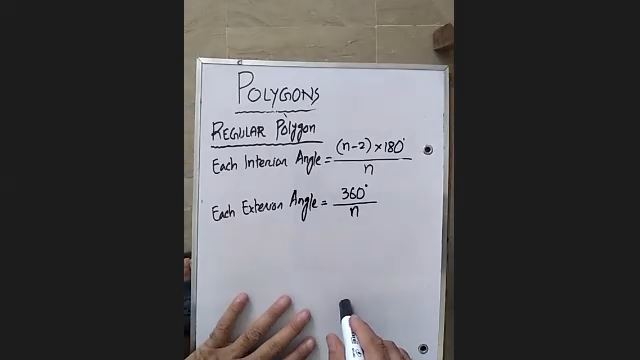 POLYGONS
REGULAR Polygon
Each Interior Angle = (n-2) × 180° / n
Each Exterior Angle = 360° / n